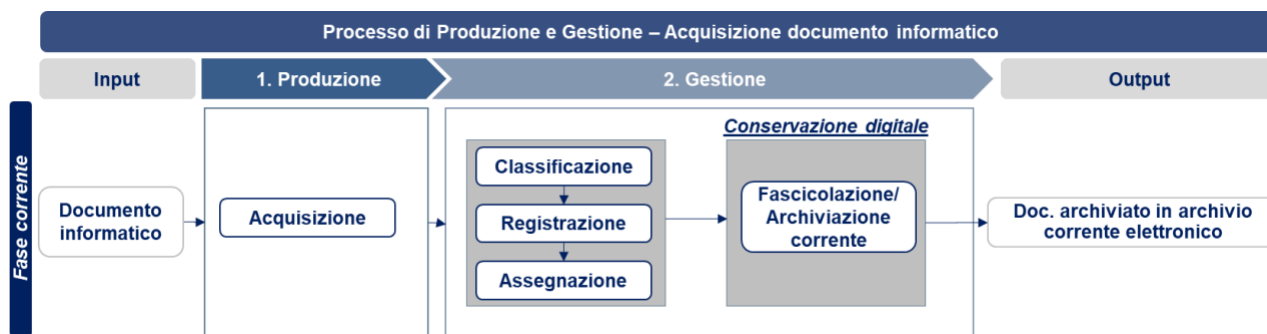 Processo di Produzione e Gestione – Acquisizione documento informatico
Input
1. Produzione
2. Gestione
Output
Fase corrente
Documento
informatico
Acquisizione
Classificazione
Registrazione
Assegnazione
Conservazione digitale
Fascicolazione/
Archiviazione
corrente
Doc. archiviato in archivio
corrente elettronico